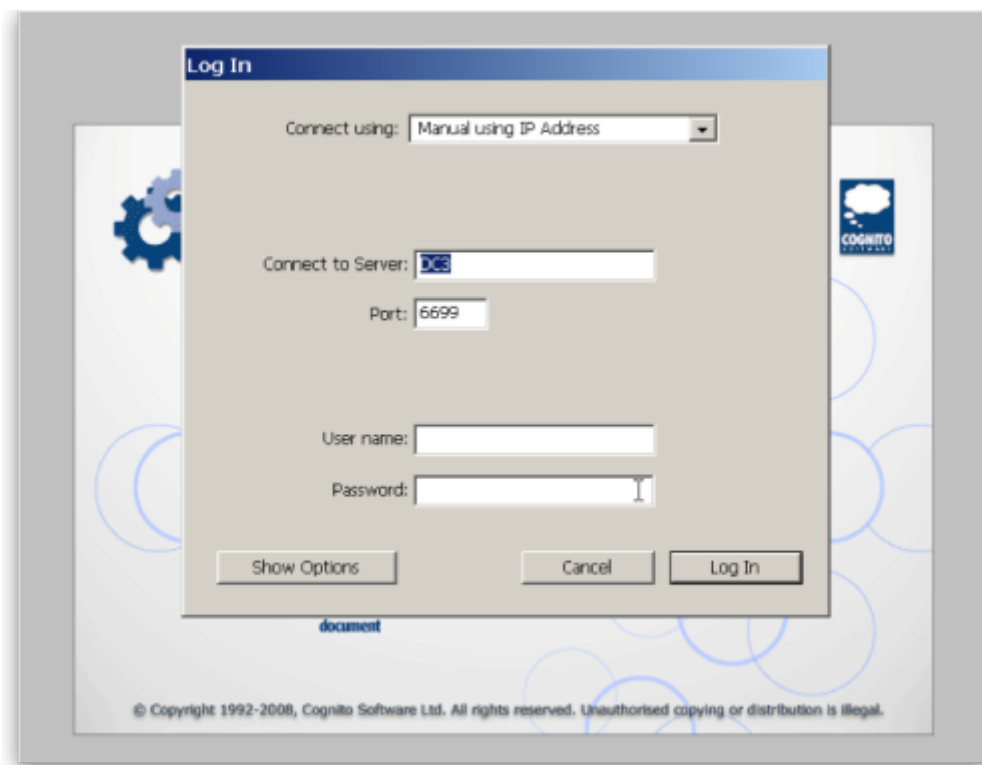 Log In
Connect using: Manual using IP Address
COGNITO
SOFTWARE
Connect to Server: DC3
Port: 6699
User name:
Password:
Show Options Cancel Log In
document
© Copyright 1992-2008, Cognito Software Ltd. All rights reserved. Unauthorised copying or distribution is illegal.